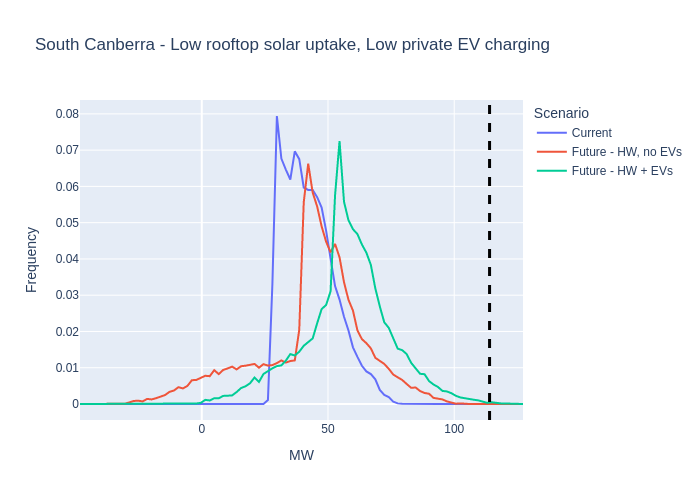 South Canberra - Low rooftop solar uptake, Low private EV charging
Scenario
Current
Future - HW, no EVs
Future - HW + EVs
Frequency
0.08
0.07
0.06
0.05
0.04
0.03
0.02
0.01
0
0
50
100
MW